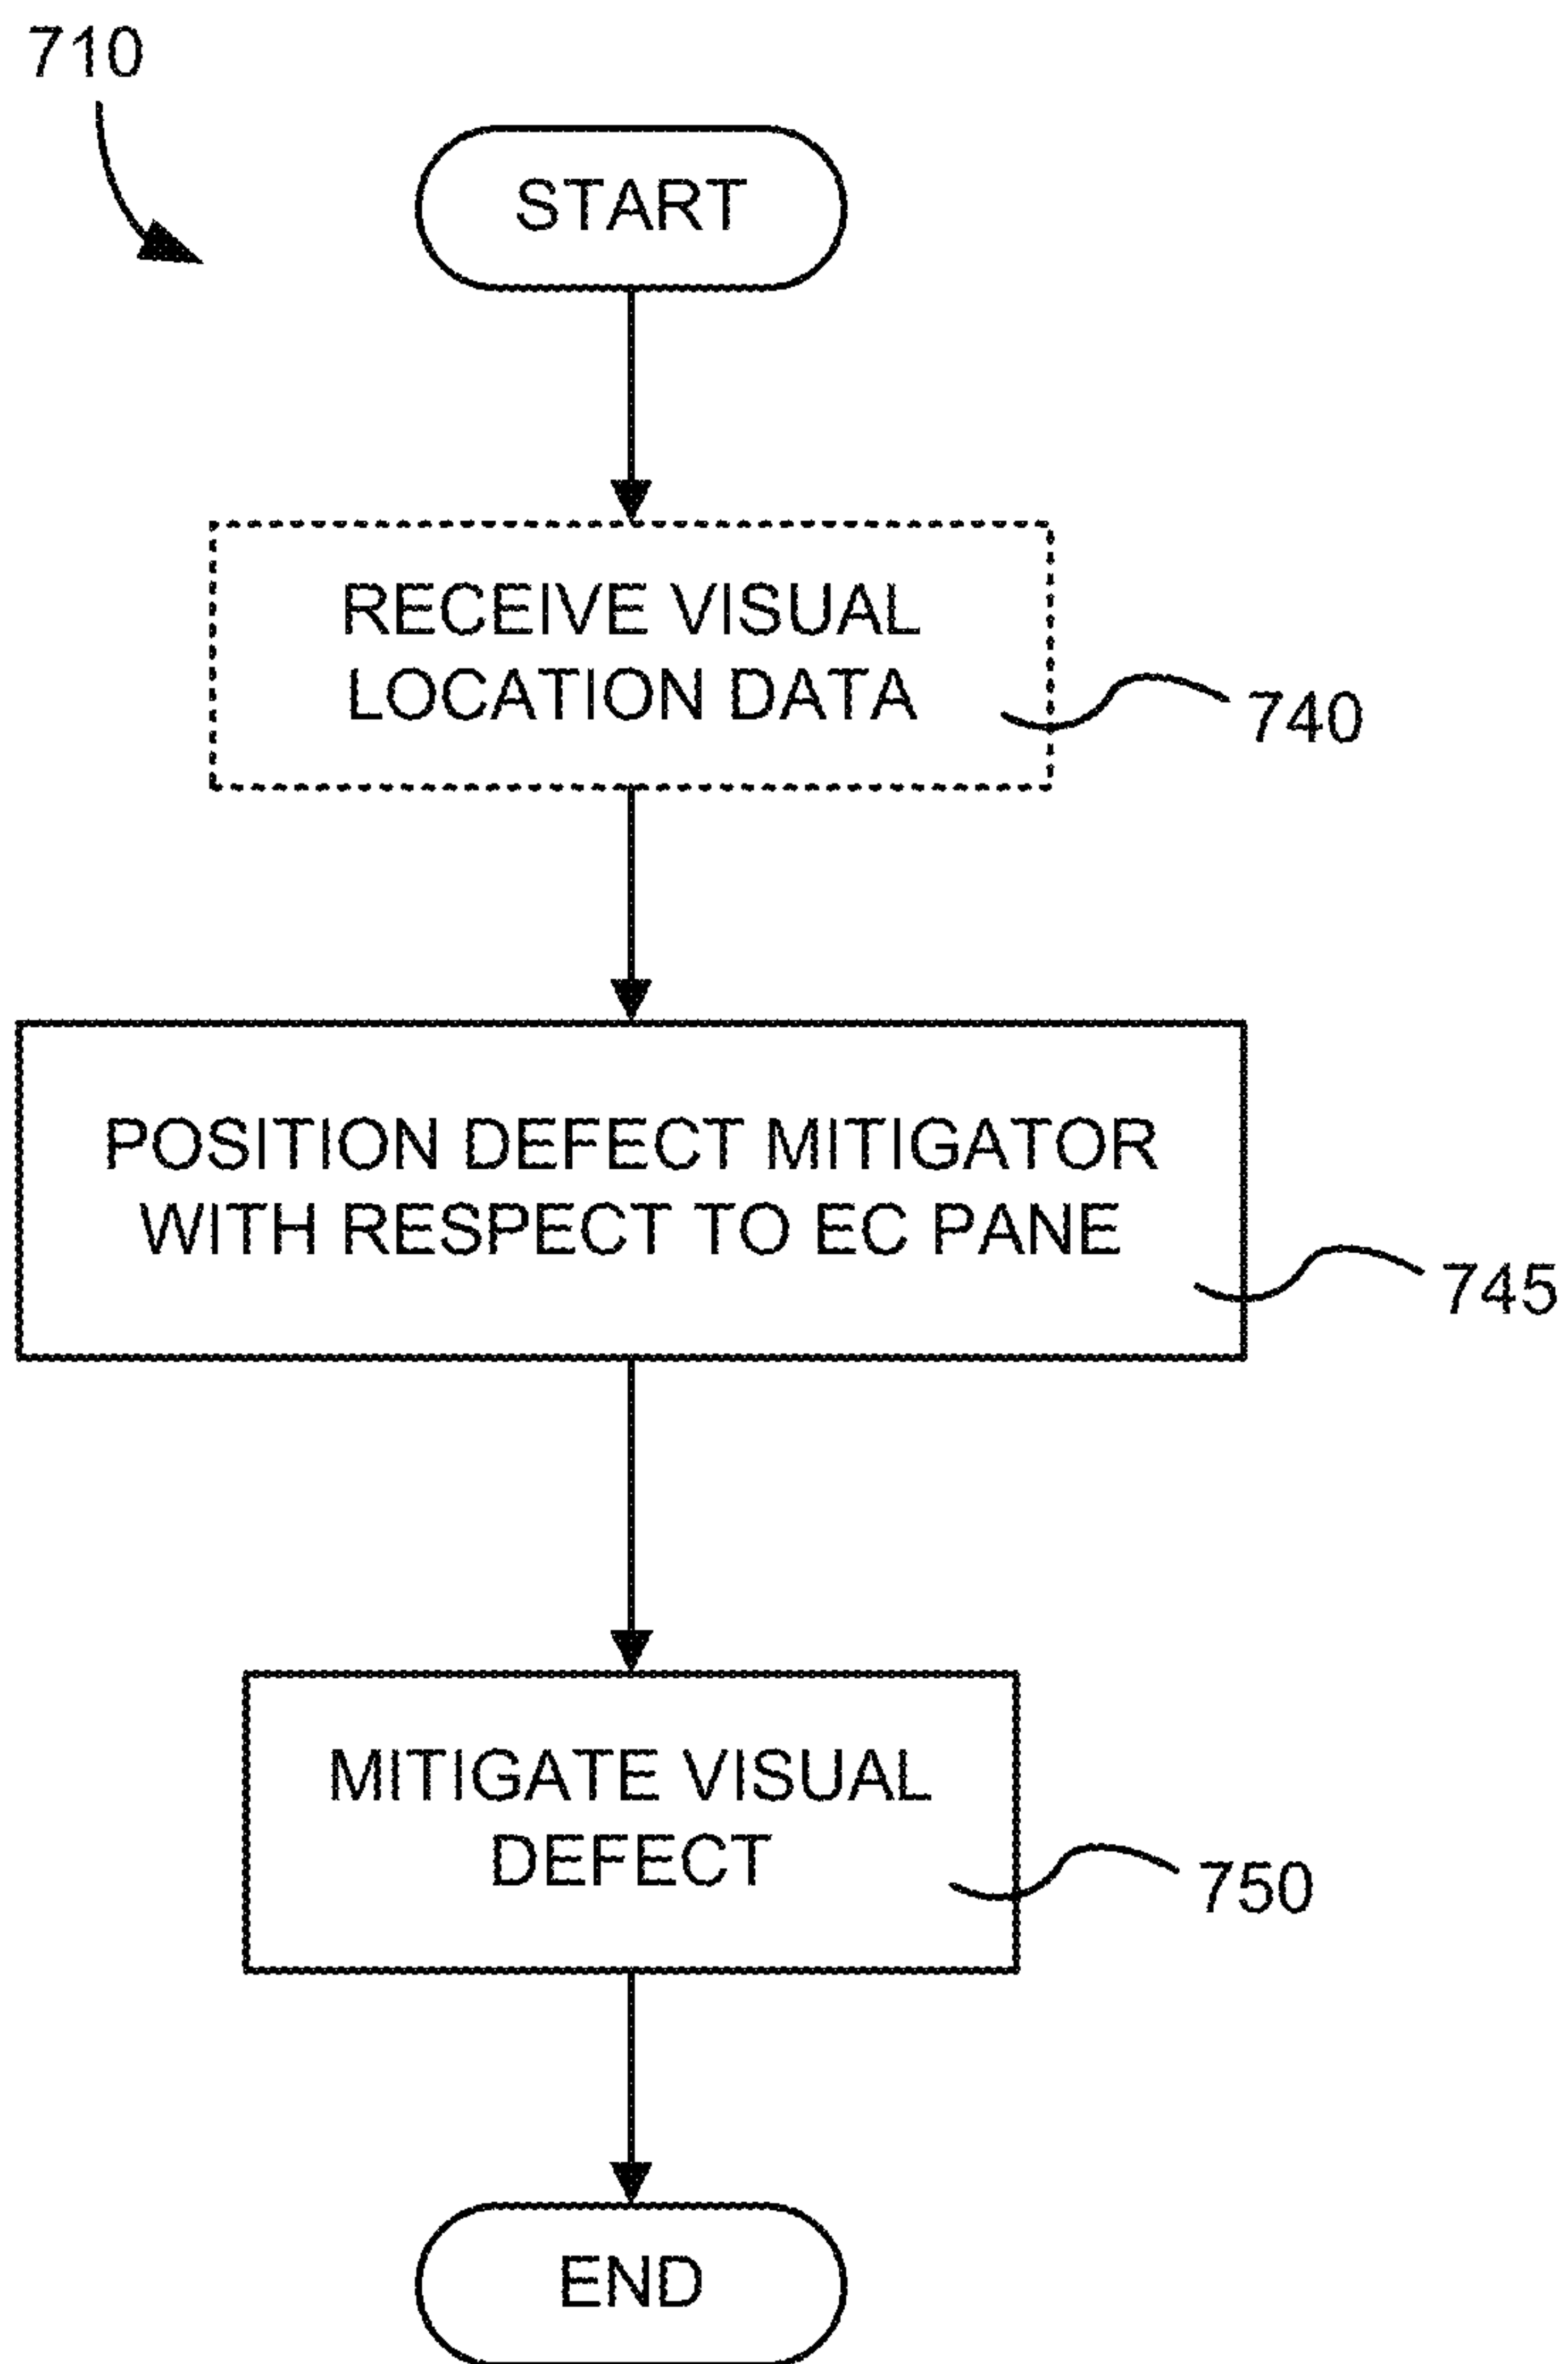 710
START
RECEIVE VISUAL
LOCATION DATA
740
POSITION DEFECT MITIGATOR
WITH RESPECT TO EC PANE
745
MITIGATE VISUAL
DEFECT
750
END